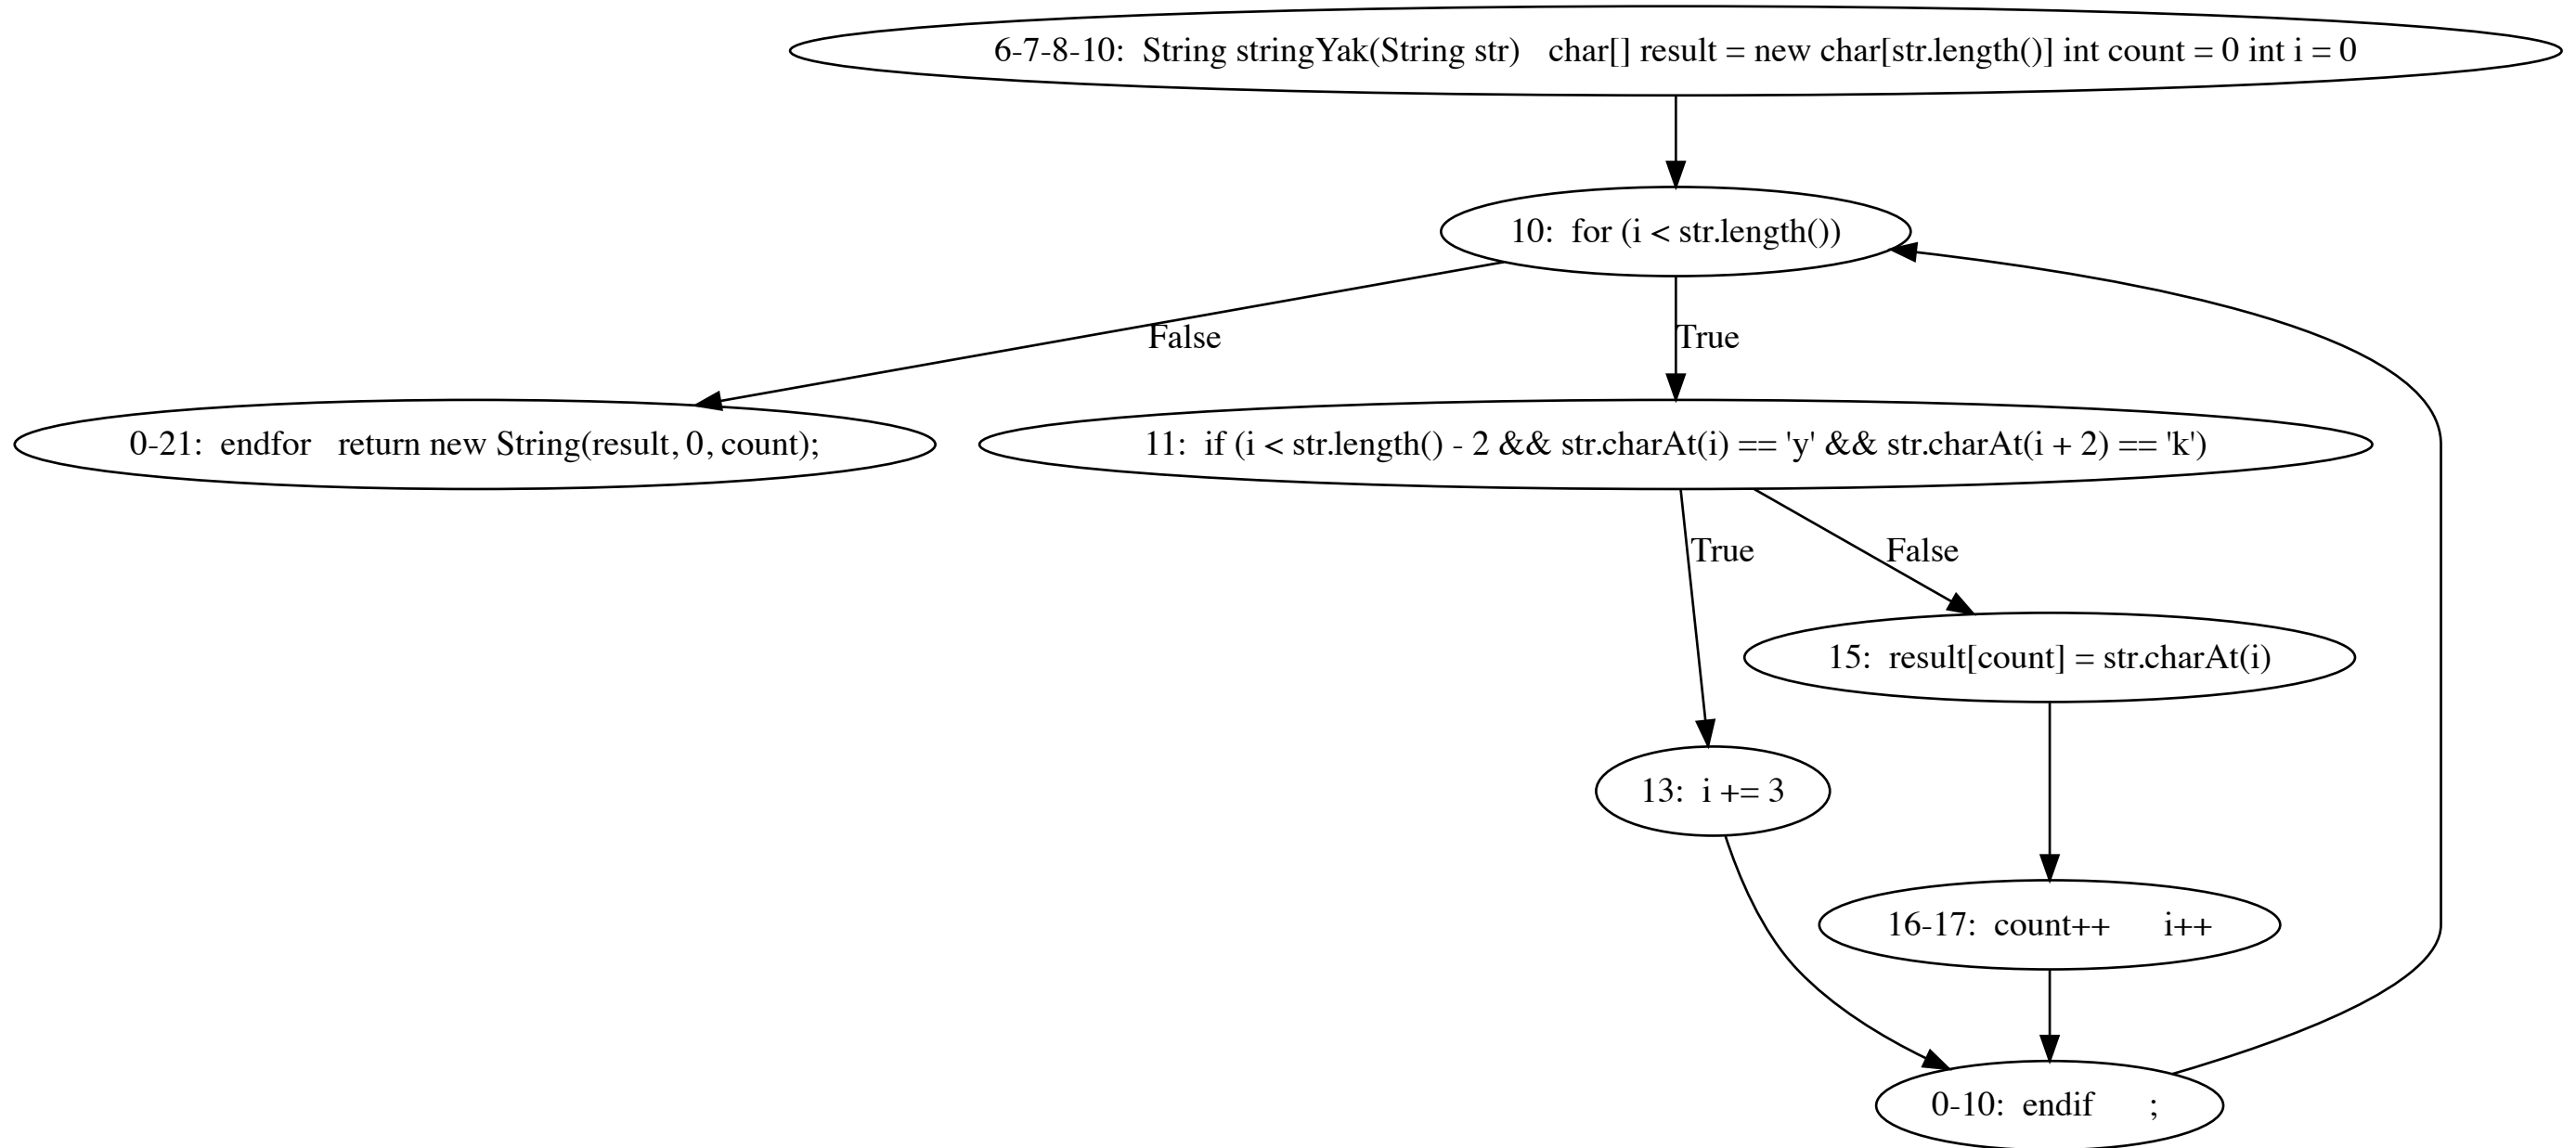 6-7-8-10:  String stringYak(String str)   char[] result = new char[str.length()] int count = 0 int i = 0
10:  for (i < str.length())
False
True
0-21:  endfor   return new String(result, 0, count);
11:  if (i < str.length() - 2 && str.charAt(i) == 'y' && str.charAt(i + 2) == 'k')
True
False
15:  result[count] = str.charAt(i)
13:  i += 3
16-17:  count++      i++
0-10:  endif      ;